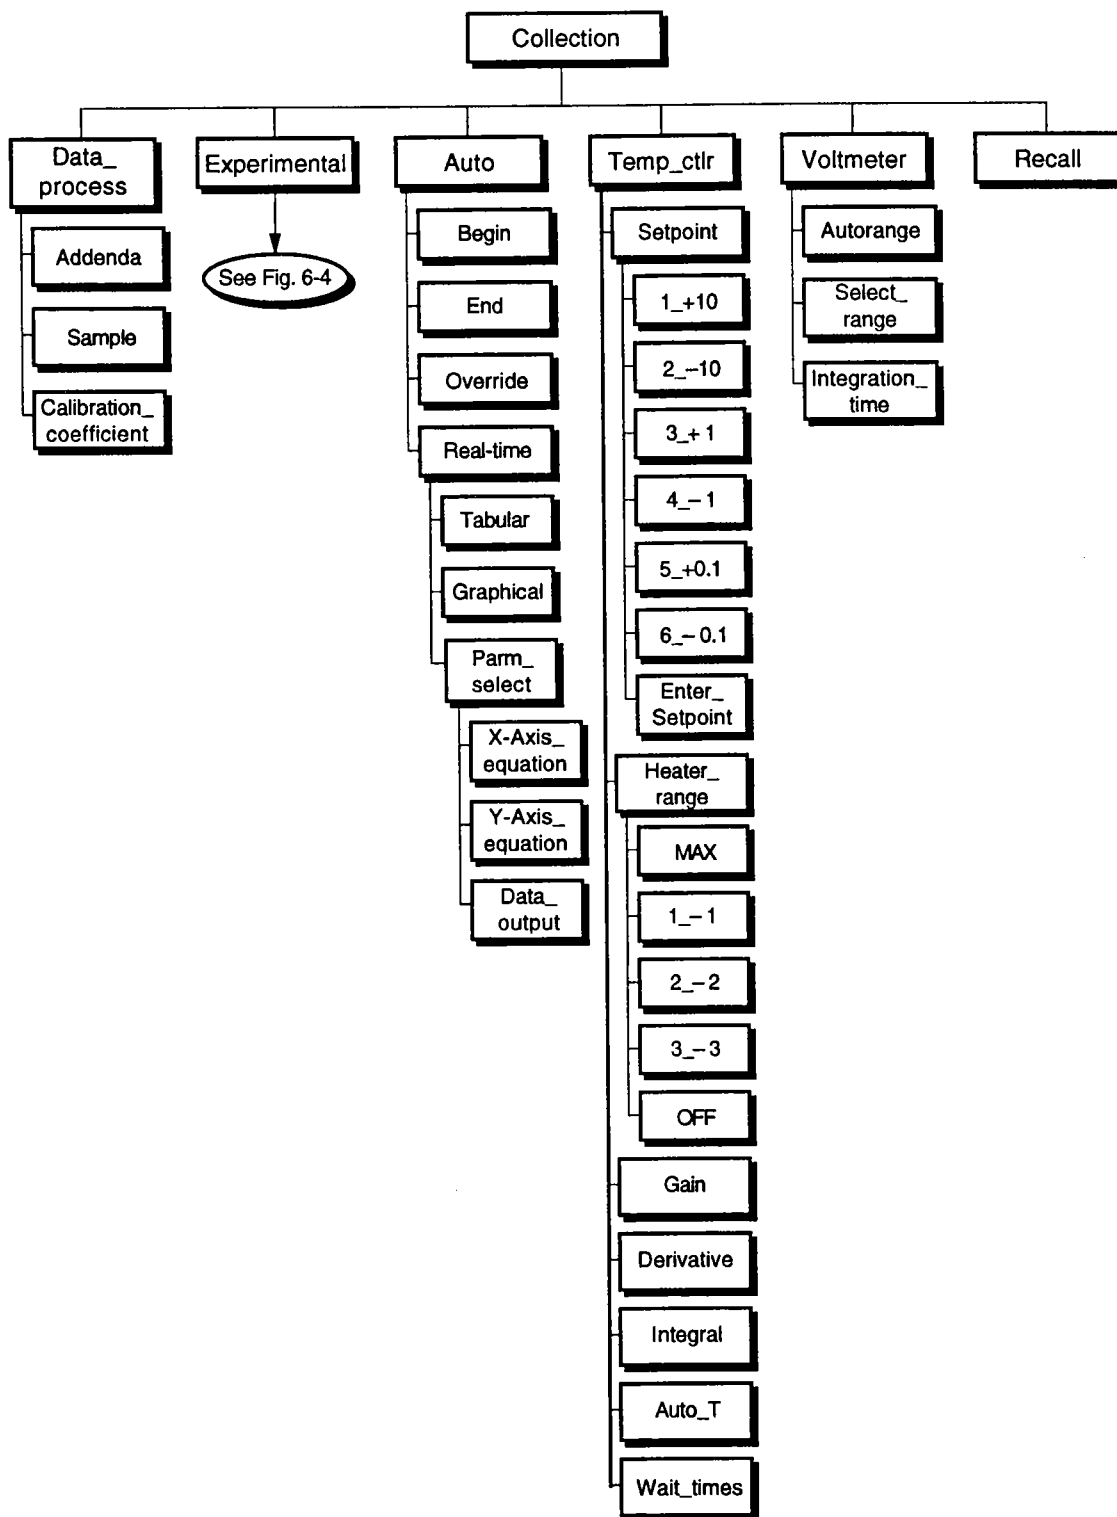 Collection
Data_
process
Addenda
Sample
Calibration_
coefficient
Experimental
See Fig. 6-4
Auto
Begin
End
Override
Real-time
Tabular
Graphical
Parm_
select
X-Axis_
equation
Y-Axis_
equation
Data_
output
Temp_ctlr
Setpoint
1_+10
2_-10
3_+1
4_-1
5_+0.1
6_-0.1
Enter_
Setpoint
Heater_
range
MAX
1_-1
2_-2
3_-3
OFF
Gain
Derivative
Integral
Auto_T
Wait_times
Voltmeter
Autorange
Select_
range
Integration_
time
Recall